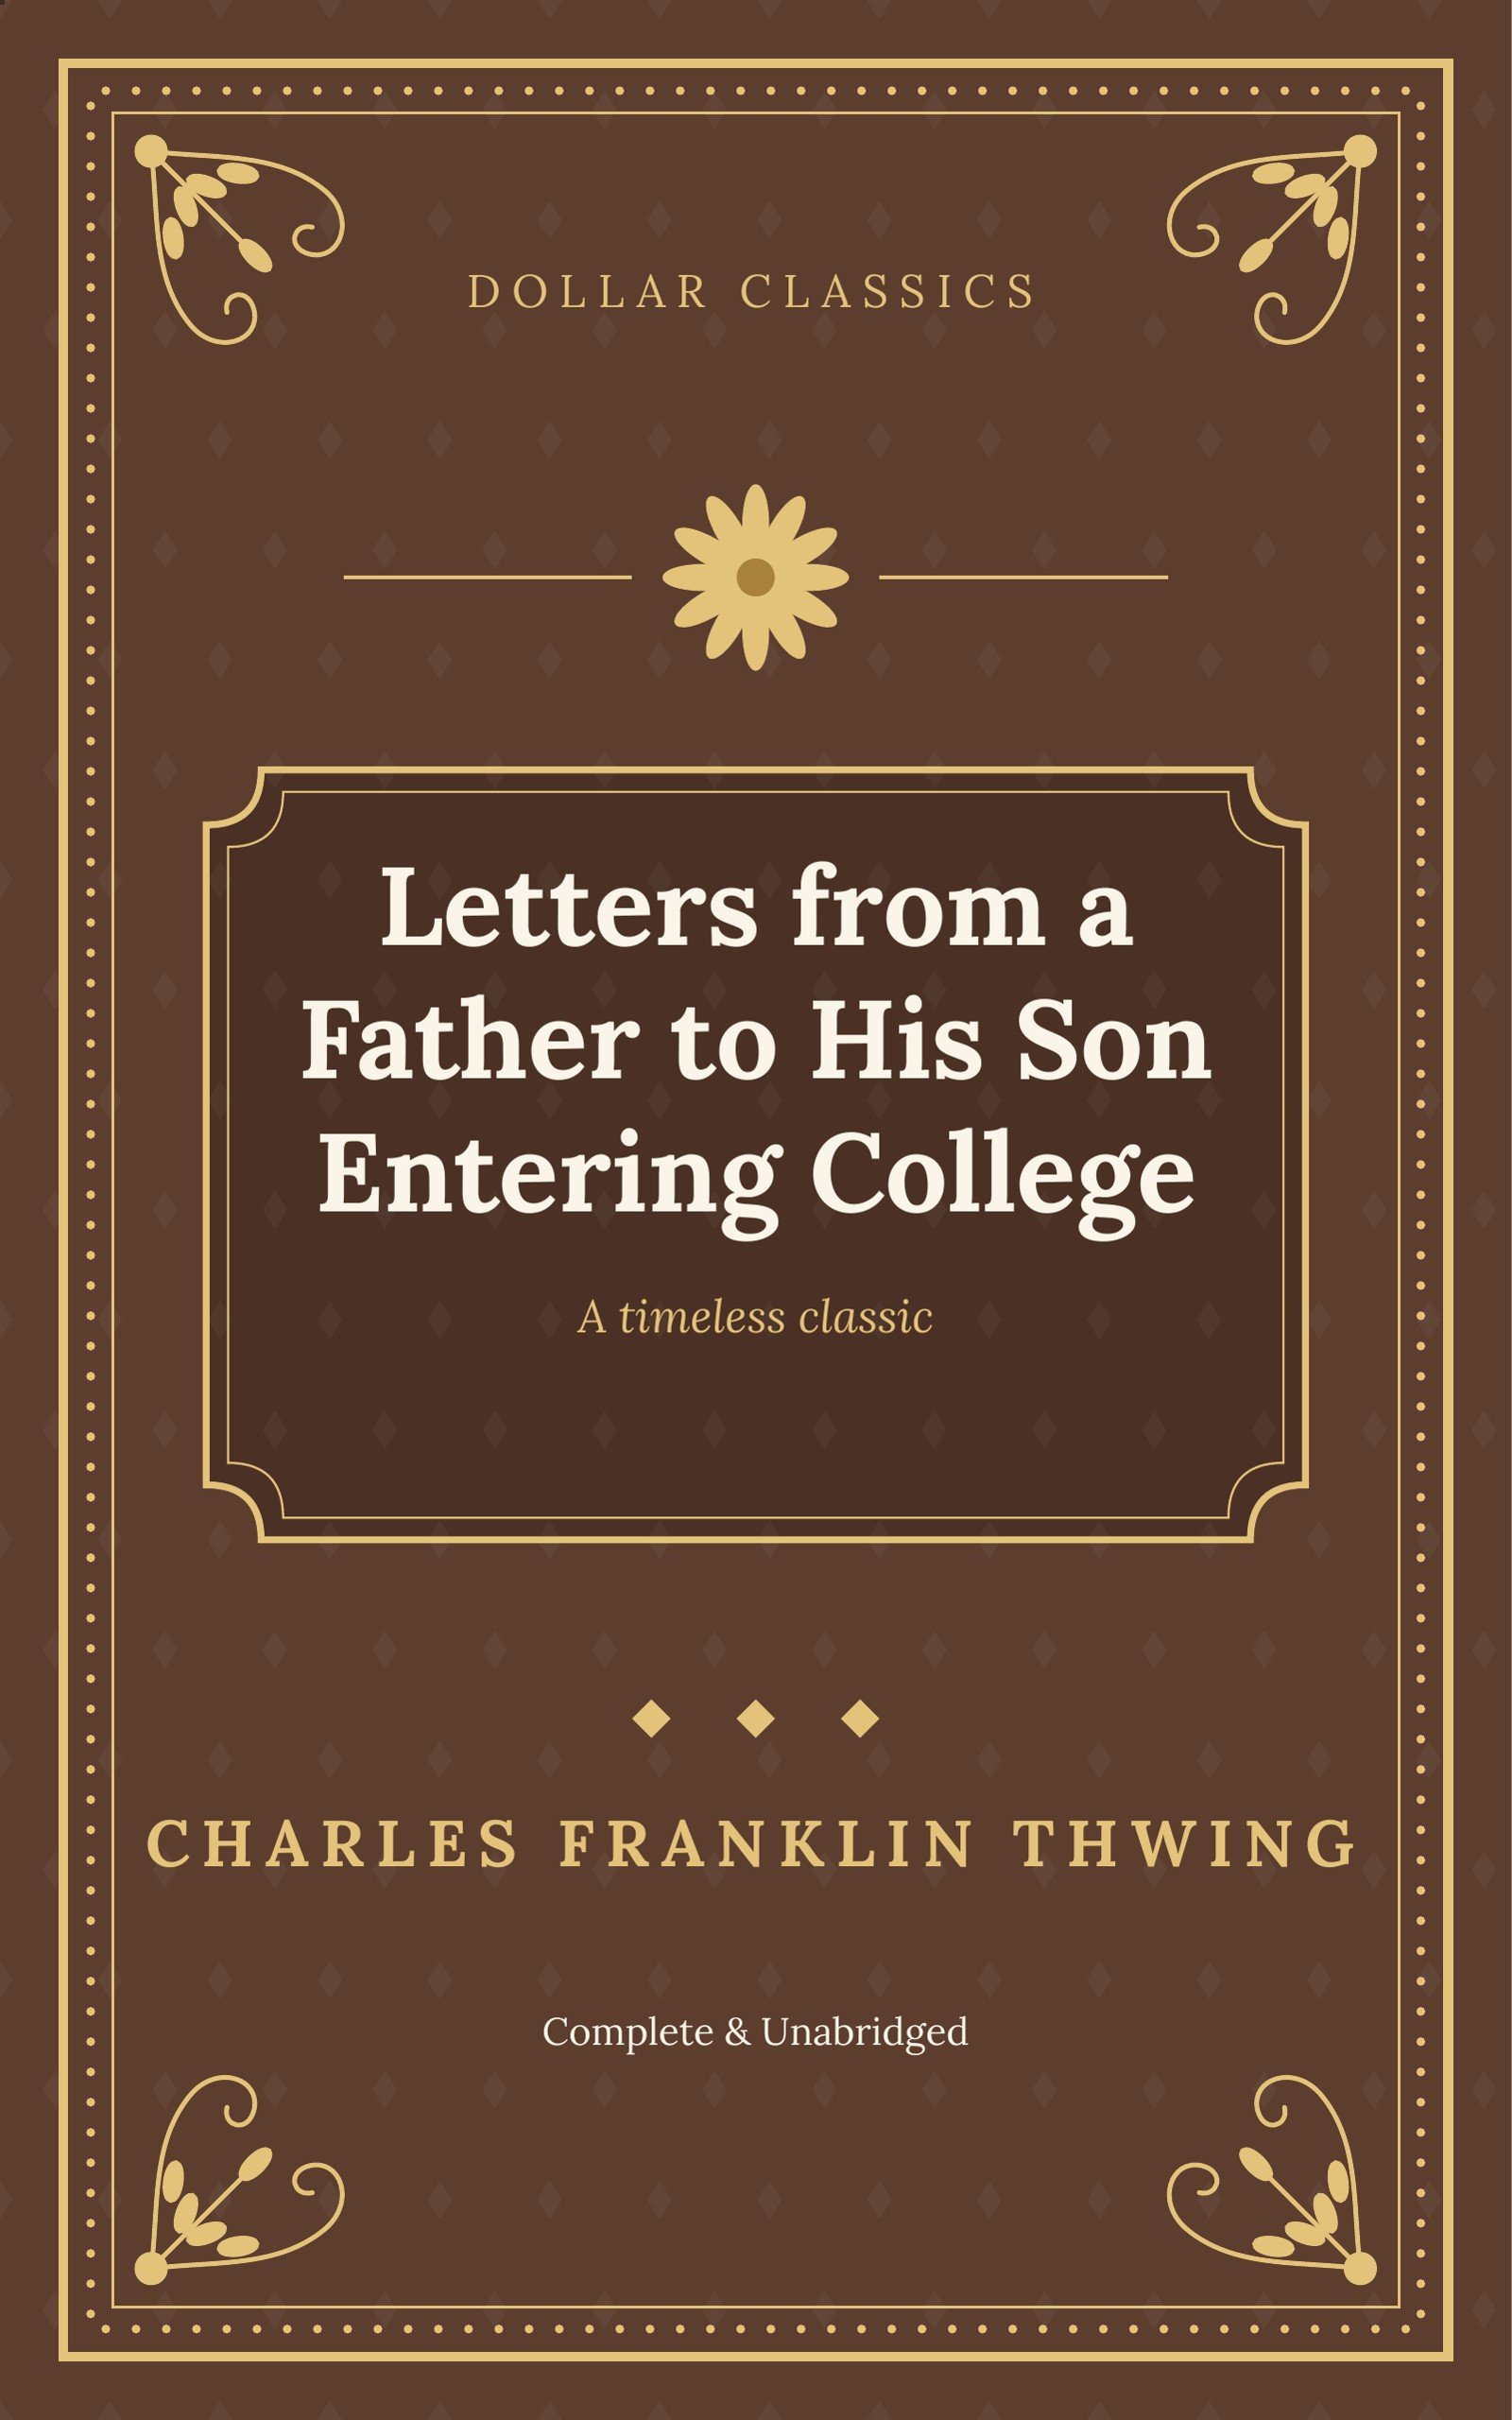 DOLLAR CLASSICS
Letters from a
Father to His Son
Entering College
A timeless classic
CHARLES FRANKLIN THWING
Complete & Unabridged